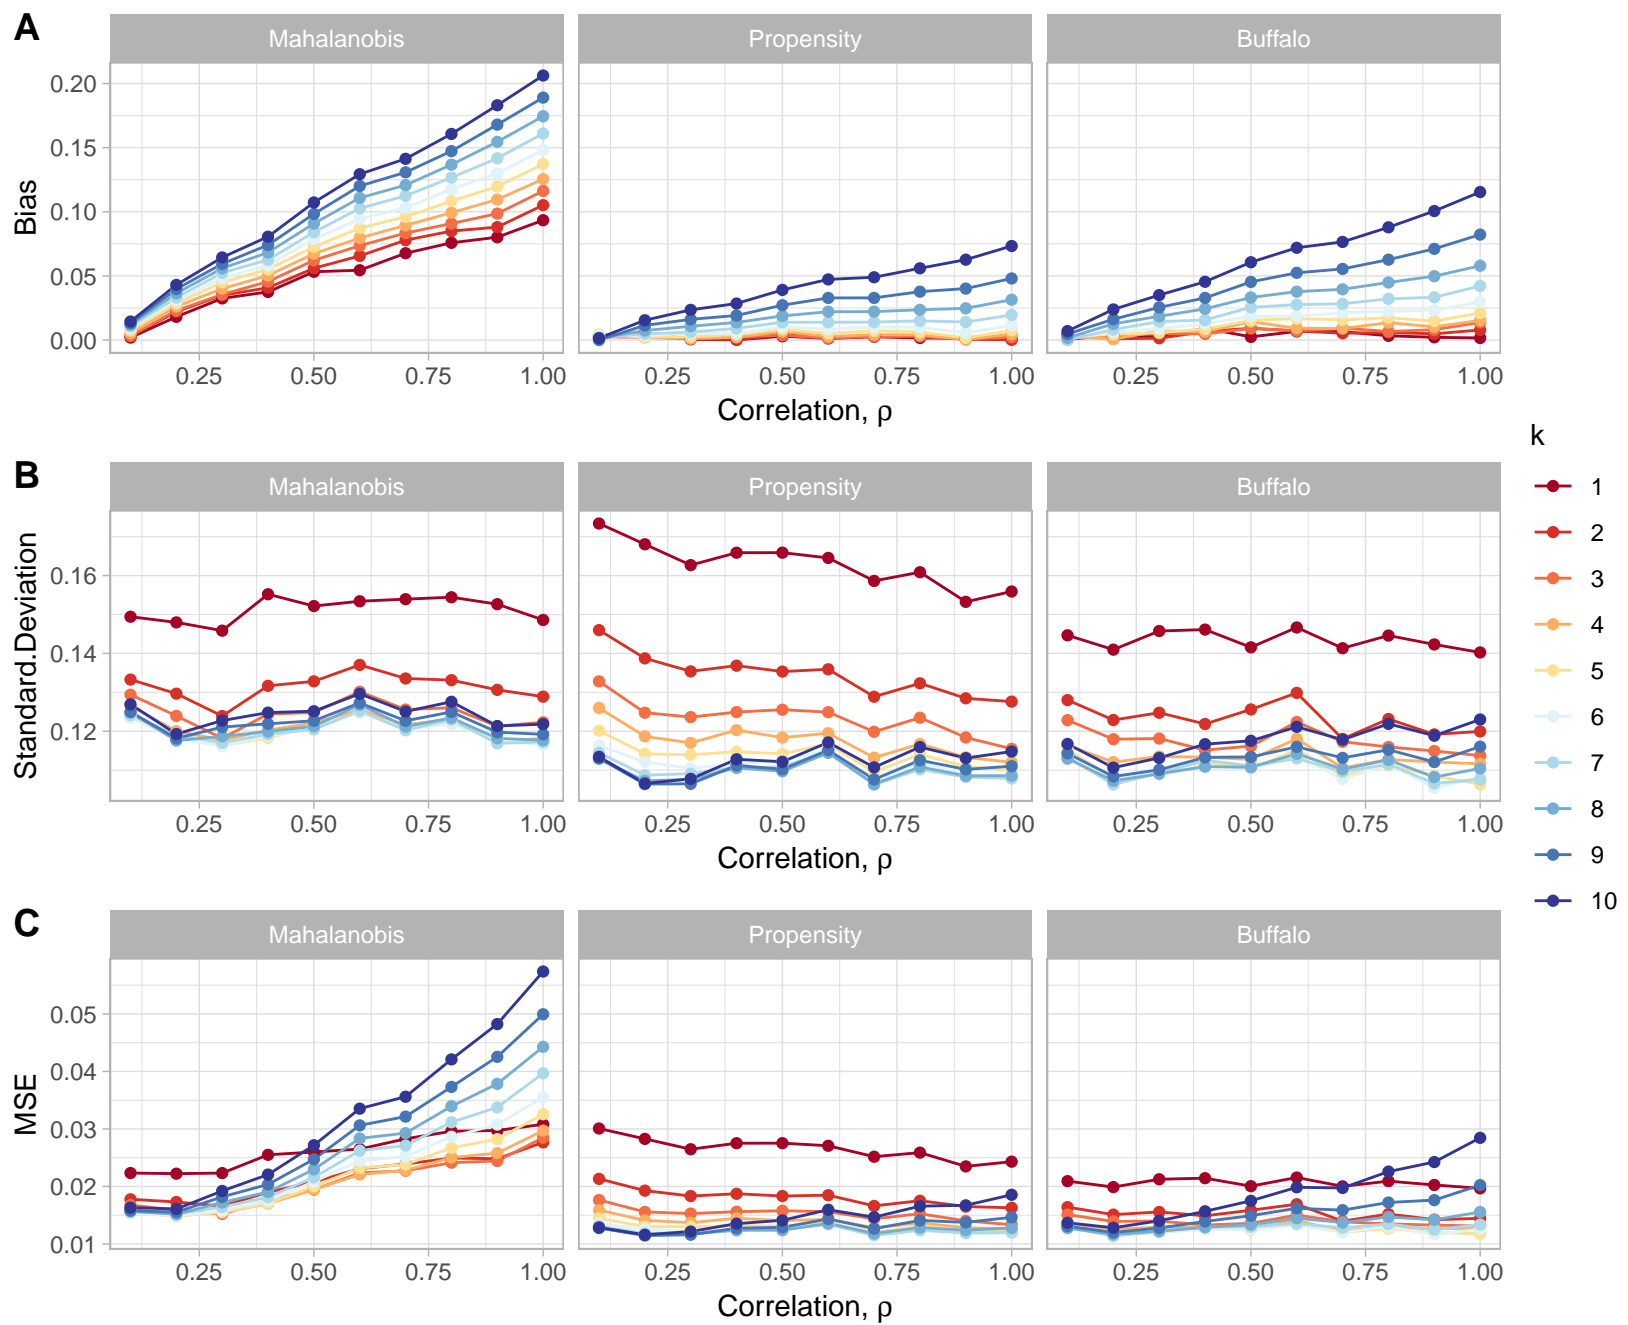 A
Mahalanobis
Propensity
Buffalo
Bias
0.20
0.15
0.10
0.05
0.00
0.25 0.50 0.75 1.00 0.25 0.50 0.75 1.00 0.25 0.50 0.75 1.00
Correlation, ρ
B
Mahalanobis
Propensity
Buffalo
Standard.Deviation
0.16
0.14
0.12
0.25 0.50 0.75 1.00 0.25 0.50 0.75 1.00 0.25 0.50 0.75 1.00
Correlation, ρ
C
Mahalanobis
Propensity
Buffalo
MSE
0.05
0.04
0.03
0.02
0.01
0.25 0.50 0.75 1.00 0.25 0.50 0.75 1.00 0.25 0.50 0.75 1.00
Correlation, ρ
k
1
2
3
4
5
6
7
8
9
10